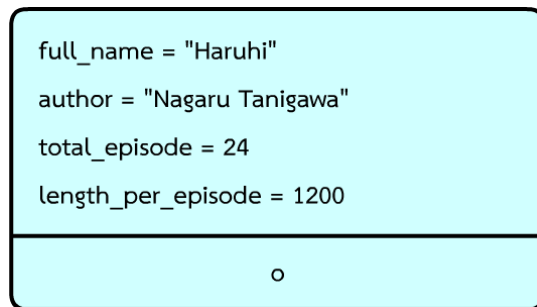 full_name = "Haruhi"
author = "Nagaru Tanigawa"
total_episode = 24
length_per_episode = 1200
o